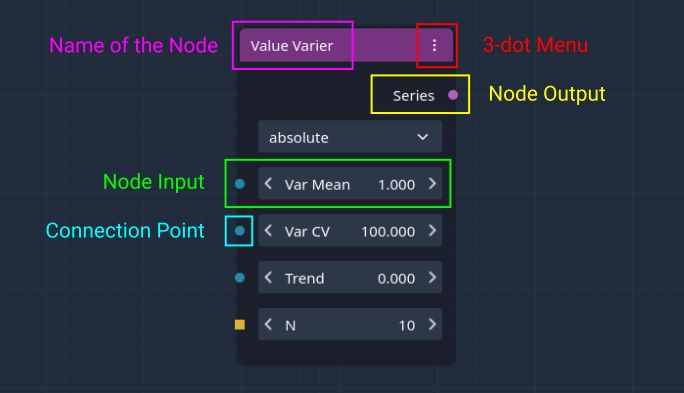 Name of the Node
Value Varier
3-dot Menu
Series
Node Output
absolute
Node Input
Var Mean 1.000
Connection Point
Var CV 100.000
Trend 0.000
N 10